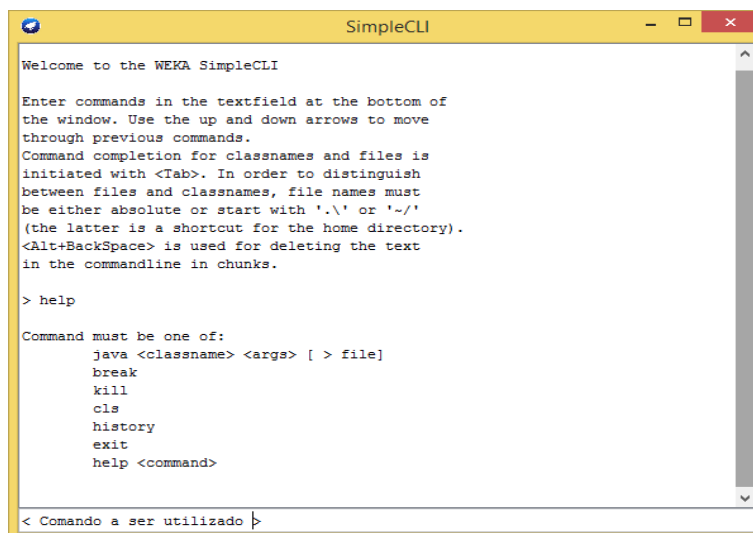 SimpleCLI
Welcome to the WEKA SimpleCLI
Enter commands in the textfield at the bottom of
the window. Use the up and down arrows to move
through previous commands.
Command completion for classnames and files is
initiated with <Tab>. In order to distinguish
between files and classnames, file names must
be either absolute or start with '.\' or '~/'
(the latter is a shortcut for the home directory).
<Alt+BackSpace> is used for deleting the text
in the commandline in chunks.
> help
Command must be one of:
java <classname> <args> [ > file]
break
kill
cls
history
exit
help <command>
< Comando a ser utilizado >